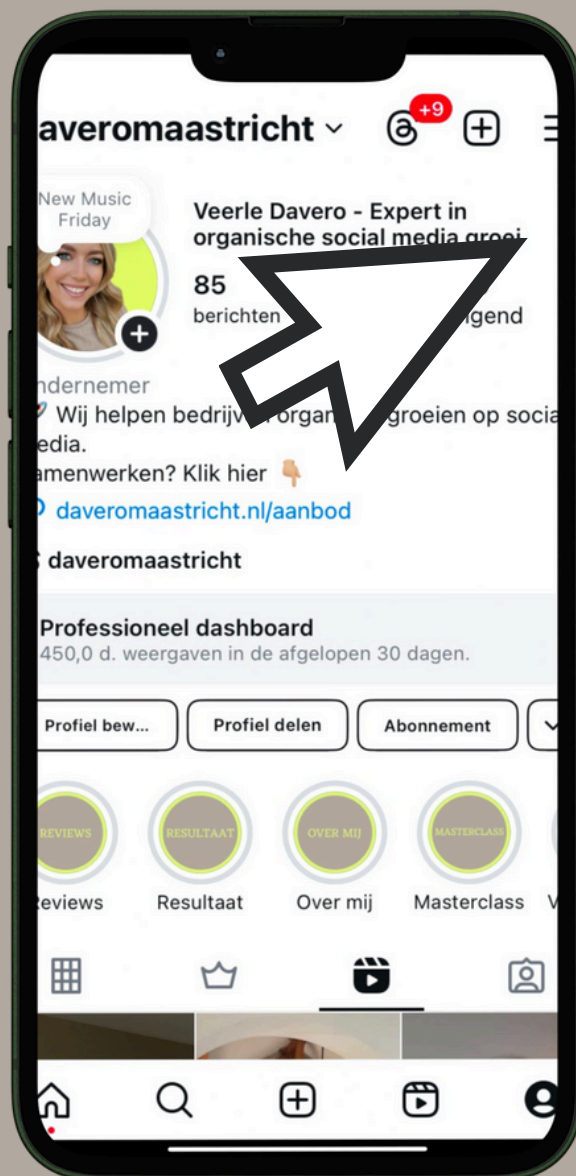 averomaastricht
+9
New Music
Friday
Veerle Davero - Expert in
organische social media groei
85
berichten
gend
ndernemer
Wij helpen bedrijv organ groeien op socia
edia.
amenwerken? Klik hier
daveromaastricht.nl/aanbod
daveromaastricht
Professioneel dashboard
450,0 d. weergaven in de afgelopen 30 dagen.
Profiel bew...
Profiel delen
Abonnement
REVIEWS
RESULTAAT
OVER MIJ
MASTERCLASS
Reviews
Resultaat
Over mij
Masterclass
V